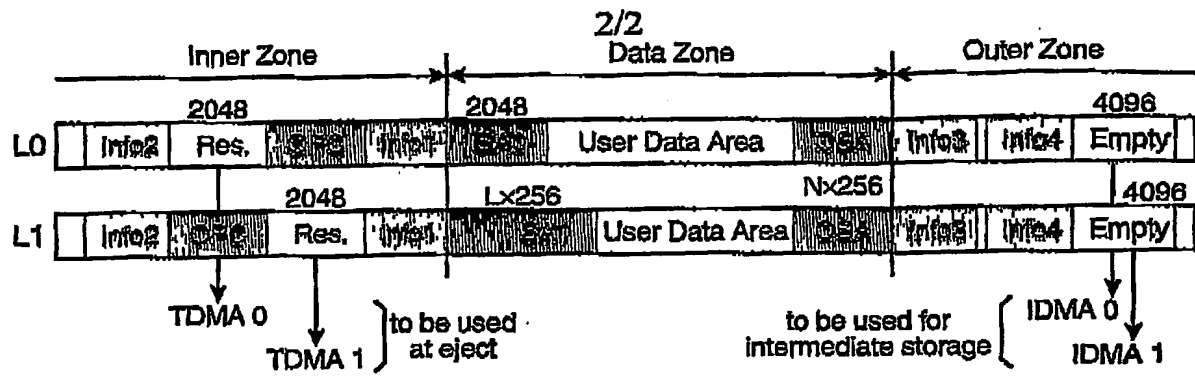 2/2
Inner Zone
Data Zone
Outer Zone
2048
2048
4096
L0
Info2
Res.
Info1
User Data Area
Info3
Info4
Empty
2048
Lx256
Nx256
4096
L1
Info2
Res.
Info1
User Data Area
Info3
Info4
Empty
TDMA 0
TDMA 1
to be used
at eject
to be used for
intermediate storage
IDMA 0
IDMA 1